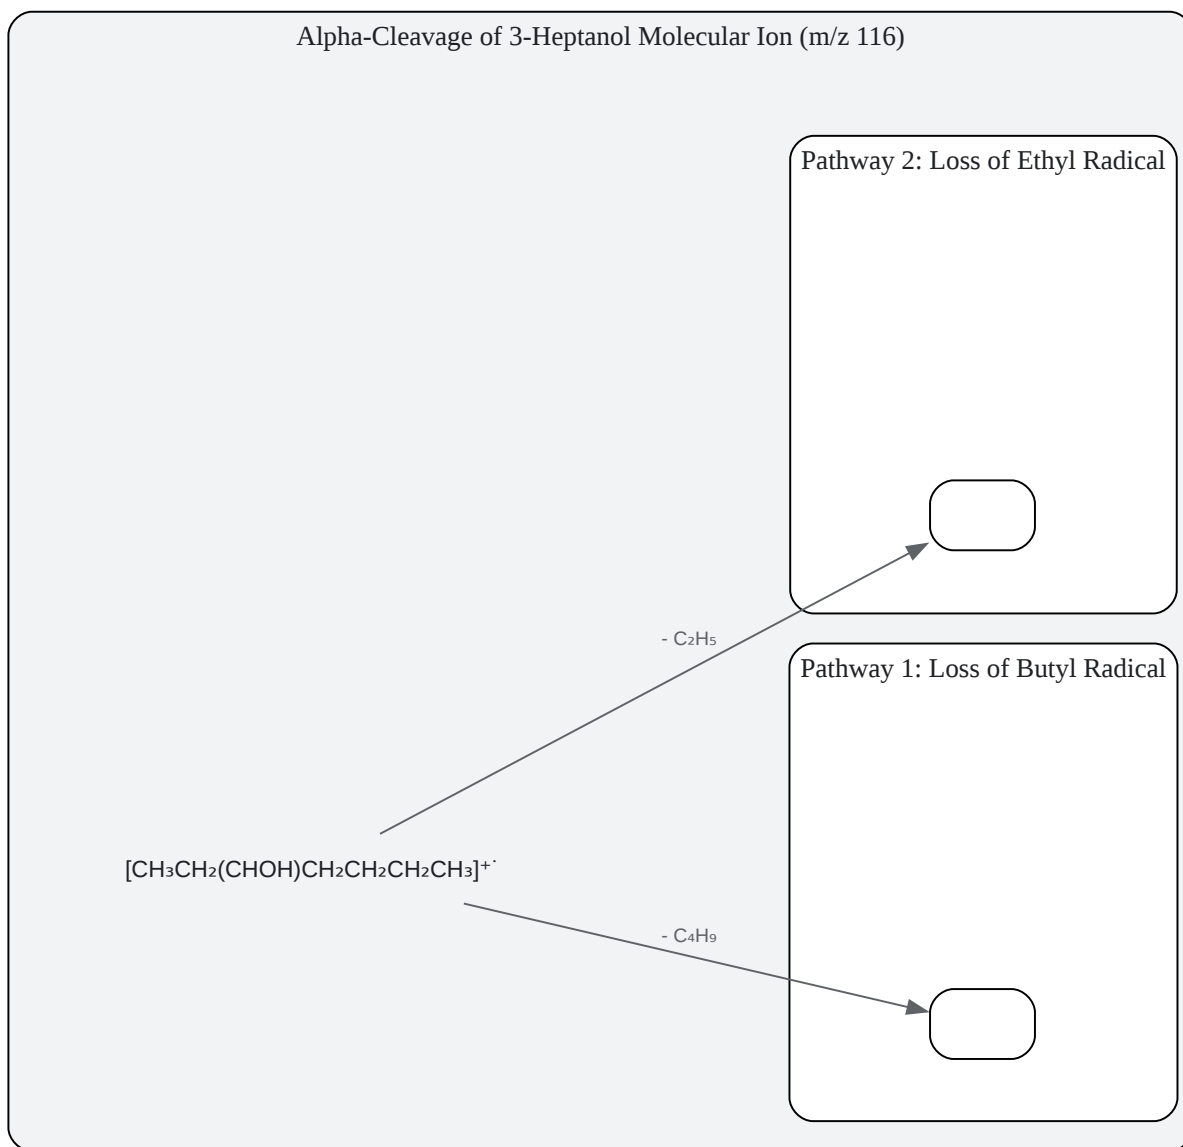 Alpha-Cleavage of 3-Heptanol Molecular Ion (m/z 116)
Pathway 2: Loss of Ethyl Radical
- C₂H₅
Pathway 1: Loss of Butyl Radical
[CH₃CH₂(CHOH)CH₂CH₂CH₂CH₃]⁺˙
- C₄H₉